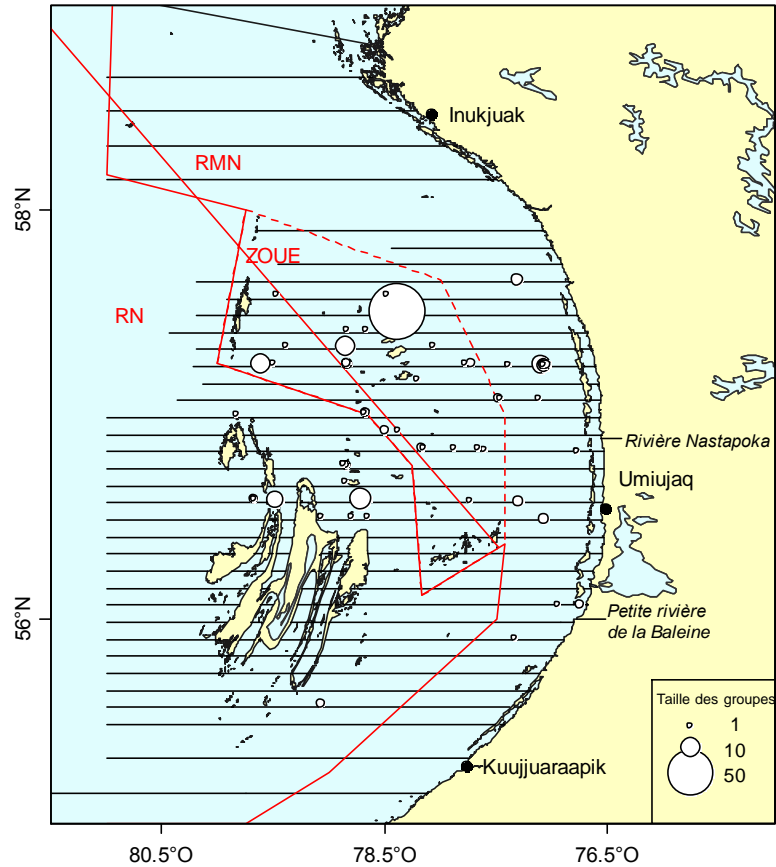 Inukjuak
RMN
58°N
ZOUE
RN
Rivière Nastapoka
Umiujaq
56°N
Petite rivière
de la Baleine
Taille des groupes
1
10
50
Kuujjuaraapik
80.5°O
78.5°O
76.5°O